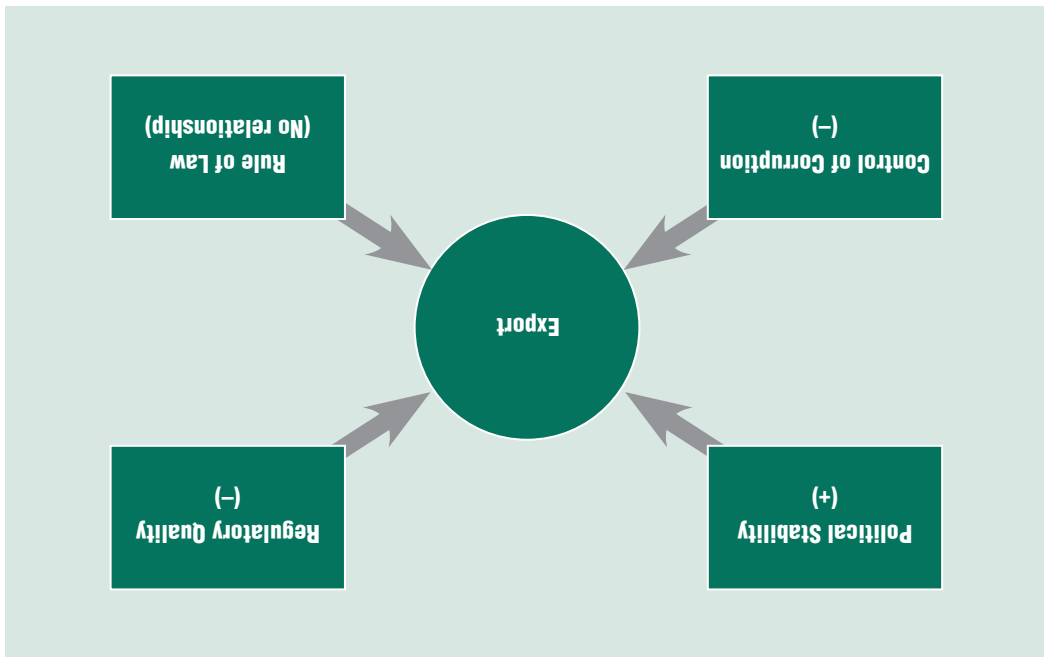 Political Stability
(+)
Regulatory Quality
(–)
Export
Control of Corruption
(–)
Rule of Law
(No relationship)